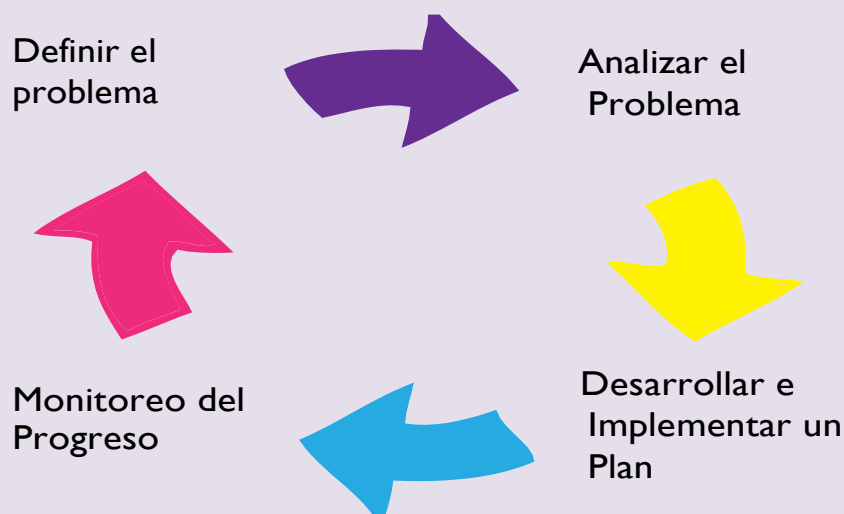 Definir el
problema
Analizar el
Problema
Desarrollar e
Implementar un
Plan
Monitoreo del
Progreso